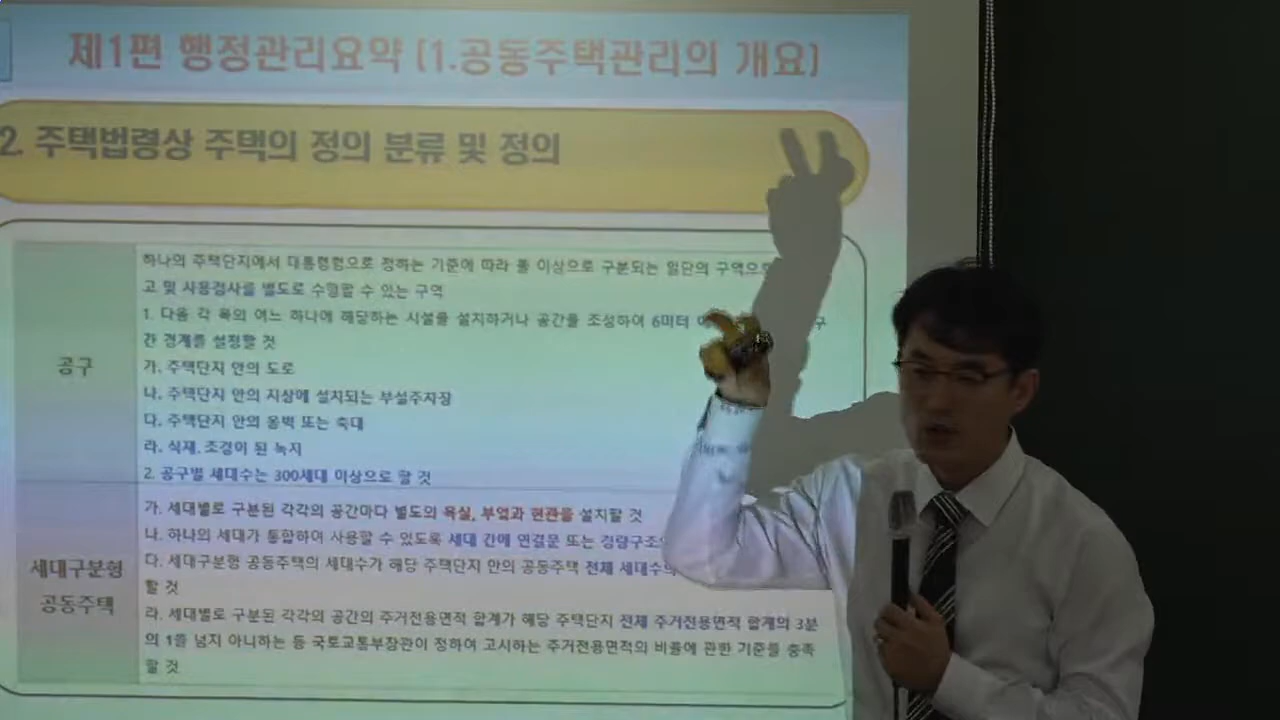 제1편 행정관리요약 (1.공동주택관리의 개요)
2. 주택법령상 주택의 정의 분류 및 정의
공구
하나의 주택단지에서 대통령령으로 정하는 기준에 따라 둘 이상으로 구분되는 일단의 구역으로
고 및 사용검사를 별도로 수행할 수 있는 구역
1. 다음 각 목의 어느 하나에 해당하는 시설을 설치하거나 공간을 조성하여 6미터 구
간 경계를 설정할 것
가. 주택단지 안의 도로
나. 주택단지 안의 지상에 설치되는 부설주차장
다. 주택단지 안의 옹벽 또는 축대
라. 식재, 조경이 된 녹지
2. 공구별 세대수는 300세대 이상으로 할 것
세대구분형
공동주택
가. 세대별로 구분된 각각의 공간마다 별도의 욕실, 부엌과 현관을 설치할 것
나. 하나의 세대가 통합하여 사용할 수 있도록 세대 간에 연결문 또는 경량구조
다. 세대구분형 공동주택의 세대수가 해당 주택단지 안의 공동주택 전체 세대수의
할 것
라. 세대별로 구분된 각각의 공간의 주거전용면적 합계가 해당 주택단지 전체 주거전용면적 합계의 3분
의 1을 넘지 아니하는 등 국토교통부장관이 정하여 고시하는 주거전용면적의 비율에 관한 기준을 충족
할 것